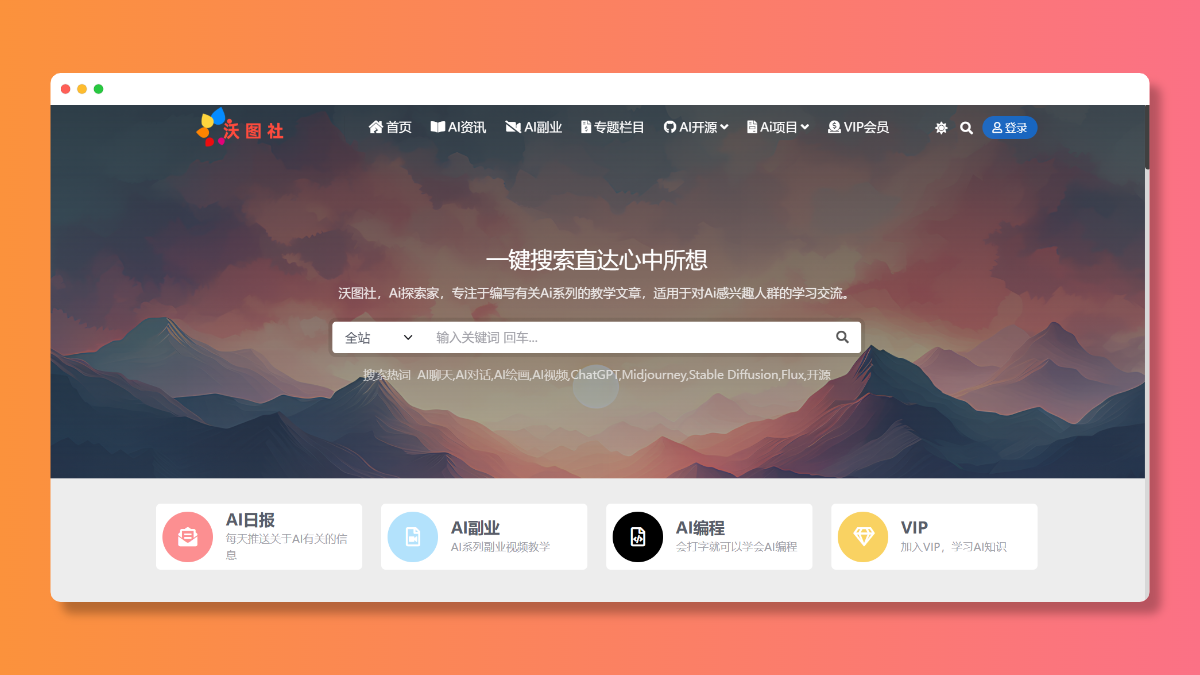 沃图社
首页 AI资讯 AI副业 专题栏目 AI开源 Ai项目 VIP会员 登录
一键搜索直达心中所想
沃图社，Ai探索家，专注于编写有关Ai系列的教学文章，适用于对Ai感兴趣人群的学习交流。
全站 输入关键词 回车...
搜索热词 AI聊天,AI对话,AI绘画,AI视频,ChatGPT,Midjourney,Stable Diffusion,Flux,开源
AI日报
每天推送关于AI有关的信
息
AI副业
AI系列副业视频教学
AI编程
会打字就可以学会AI编程
VIP
加入VIP，学习AI知识